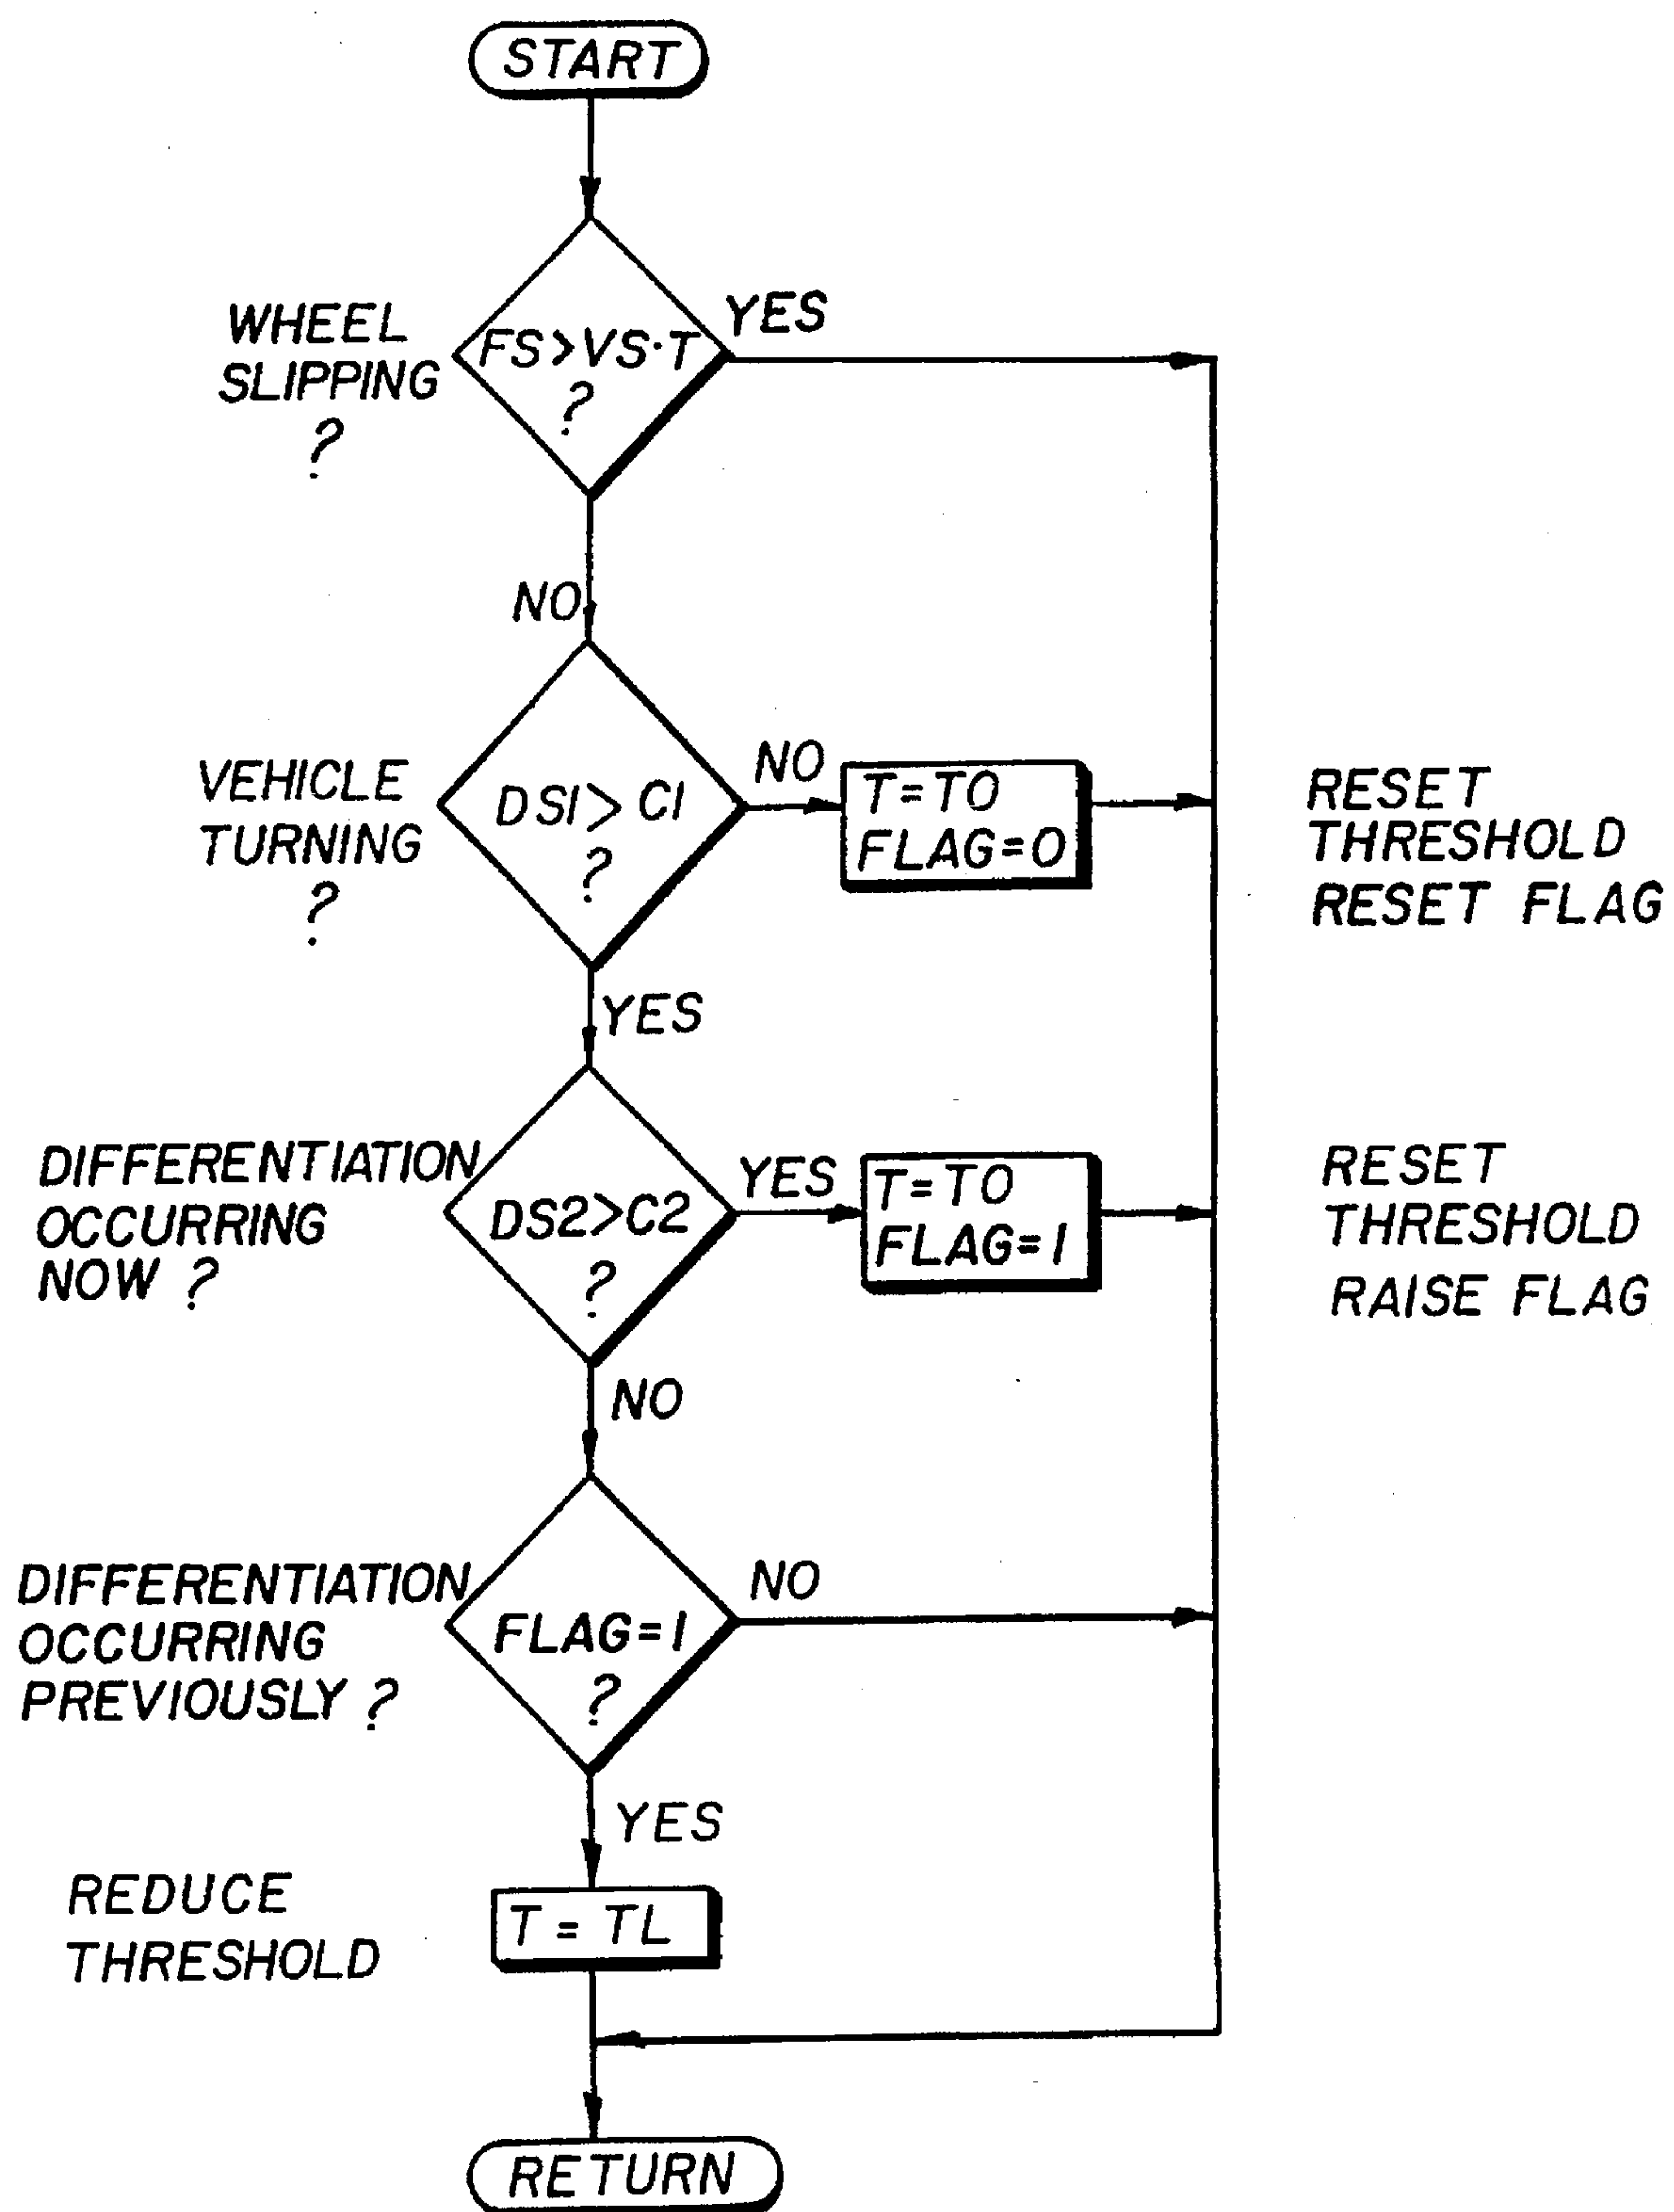 START
WHEEL
SLIPPING
?
FS>VS·T
?
YES
NO
VEHICLE
TURNING
?
DS1>C1
?
NO
T=TO
FLAG=0
RESET
THRESHOLD
RESET FLAG
YES
DIFFERENTIATION
OCCURRING
NOW ?
DS2>C2
?
YES
T=TO
FLAG=1
RESET
THRESHOLD
RAISE FLAG
NO
DIFFERENTIATION
OCCURRING
PREVIOUSLY ?
FLAG=1
?
NO
YES
REDUCE
THRESHOLD
T = TL
RETURN